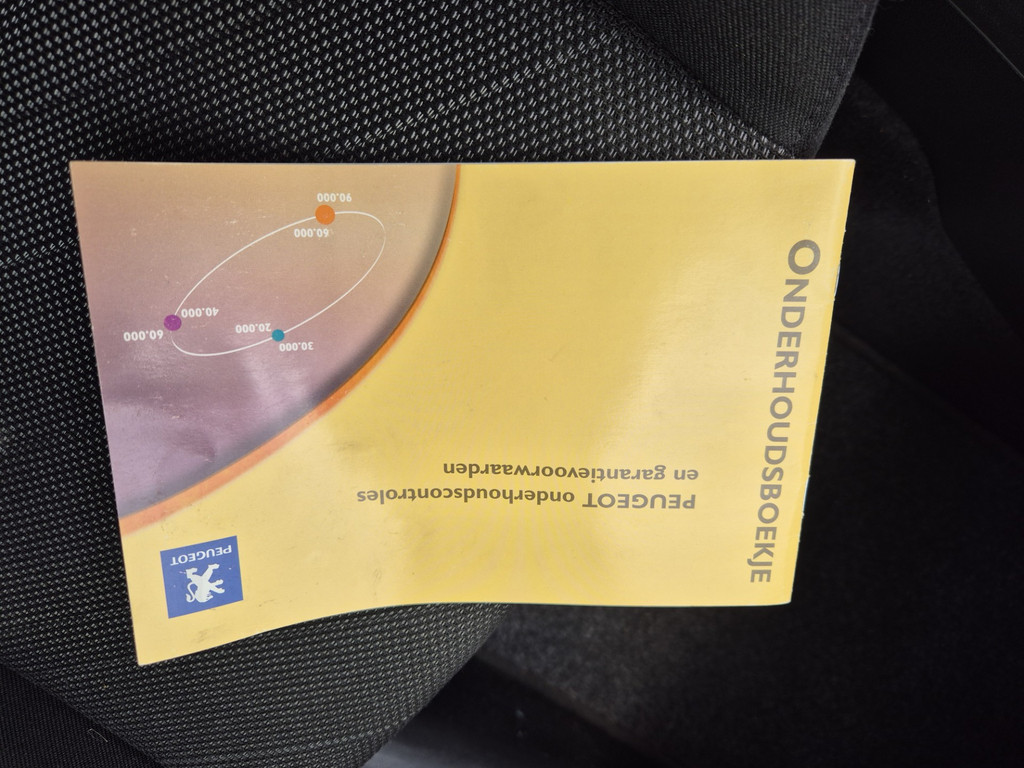 ONDERHOUDSBOEKJE
PEUGEOT onderhoudscontroles
en garantievoorwaarden
30.000
20.000
60.000
40.000
60.000
90.000
PEUGEOT